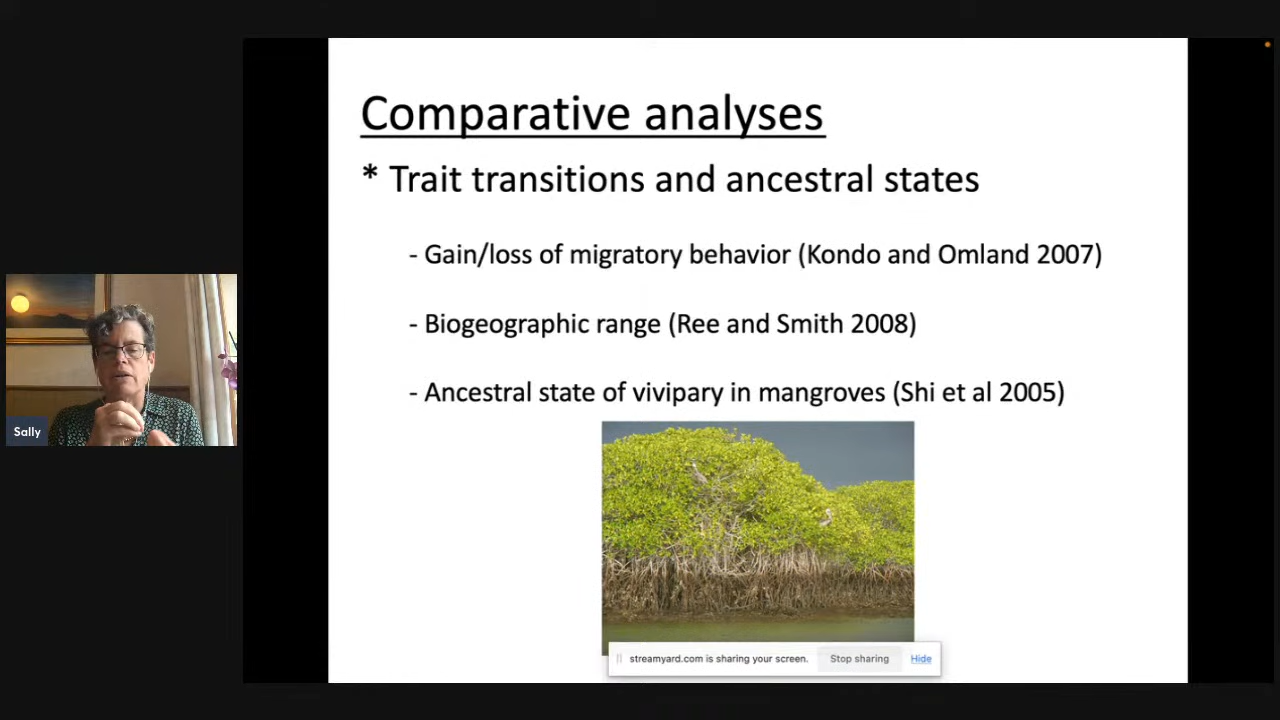 Comparative analyses
* Trait transitions and ancestral states
- Gain/loss of migratory behavior (Kondo and Omland 2007)
- Biogeographic range (Ree and Smith 2008)
- Ancestral state of vivipary in mangroves (Shi et al 2005)
Sally
streamyard.com is sharing your screen. Stop sharing Hide